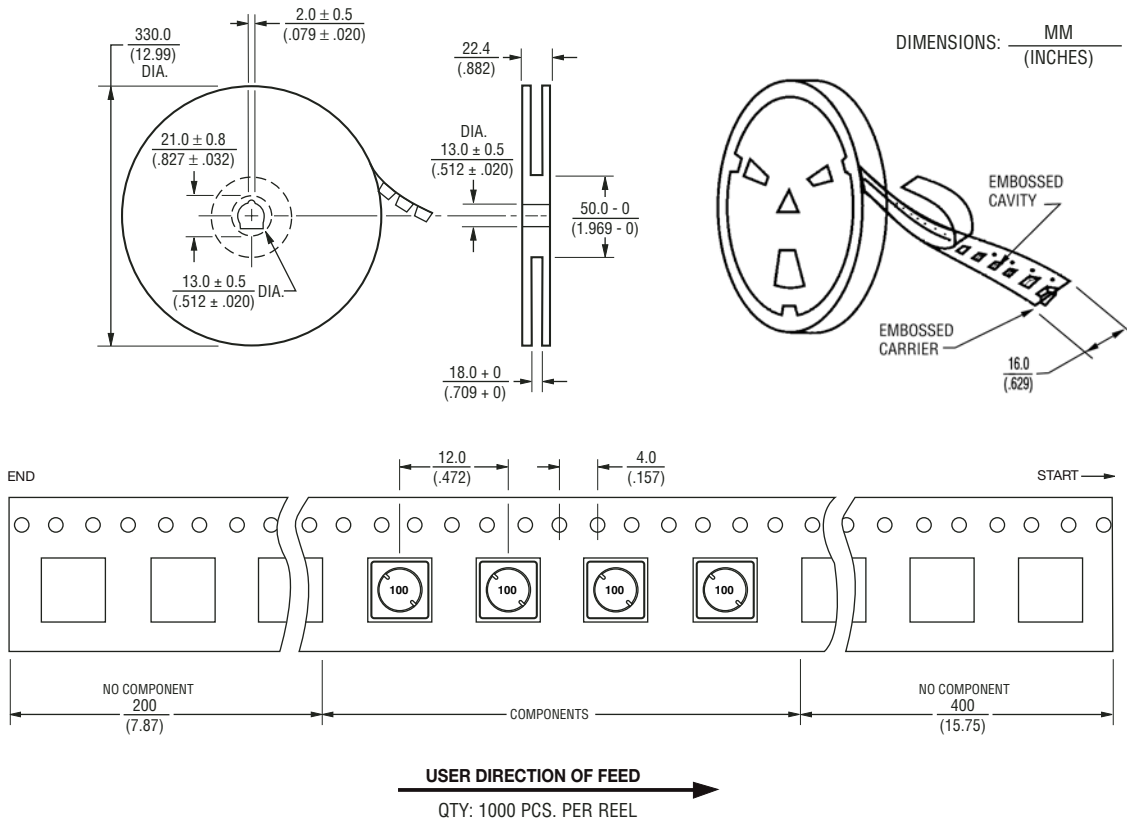 2.0 ± 0.5
(.079 ± .020)
330.0
(12.99)
DIA.
22.4
(.882)
DIMENSIONS: MM
(INCHES)
21.0 ± 0.8
(.827 ± .032)
DIA.
13.0 ± 0.5
(.512 ± .020)
50.0 - 0
(1.969 - 0)
13.0 ± 0.5
(.512 ± .020) DIA.
18.0 + 0
(.709 + 0)
EMBOSSED
CAVITY
EMBOSSED
CARRIER
16.0
(.629)
END
12.0
(.472)
4.0
(.157)
START
100
100
100
100
NO COMPONENT
200
(7.87)
COMPONENTS
NO COMPONENT
400
(15.75)
USER DIRECTION OF FEED
QTY: 1000 PCS. PER REEL